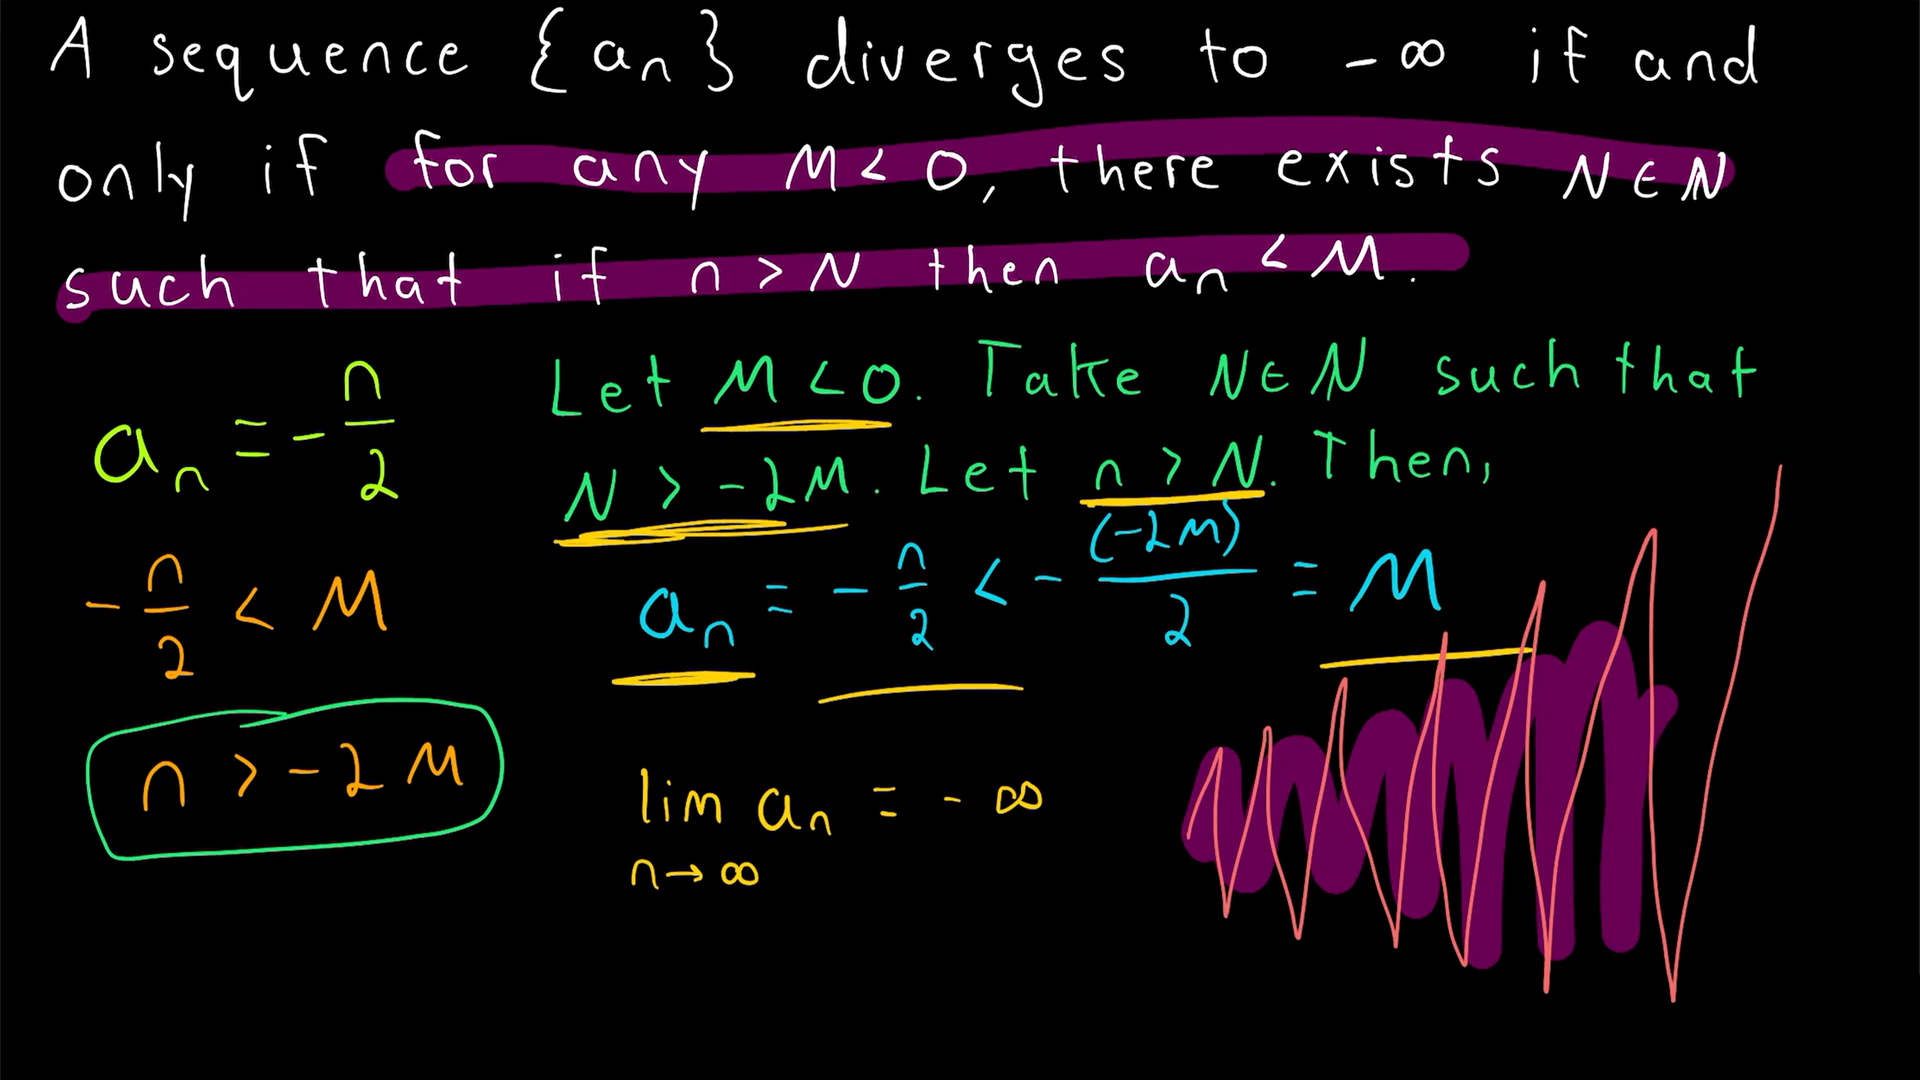 A sequence {aₙ} diverges to -∞ if and
only if for any M < 0, there exists N ∈ ℕ
such that if n > N then aₙ < M.
aₙ = - n/2
- n/2 < M
n > -2M
Let M < 0. Take N ∈ ℕ such that
N > -2M. Let n > N. Then,
aₙ = - n/2 < - (-2M)/2 = M
lim aₙ = - ∞
n → ∞